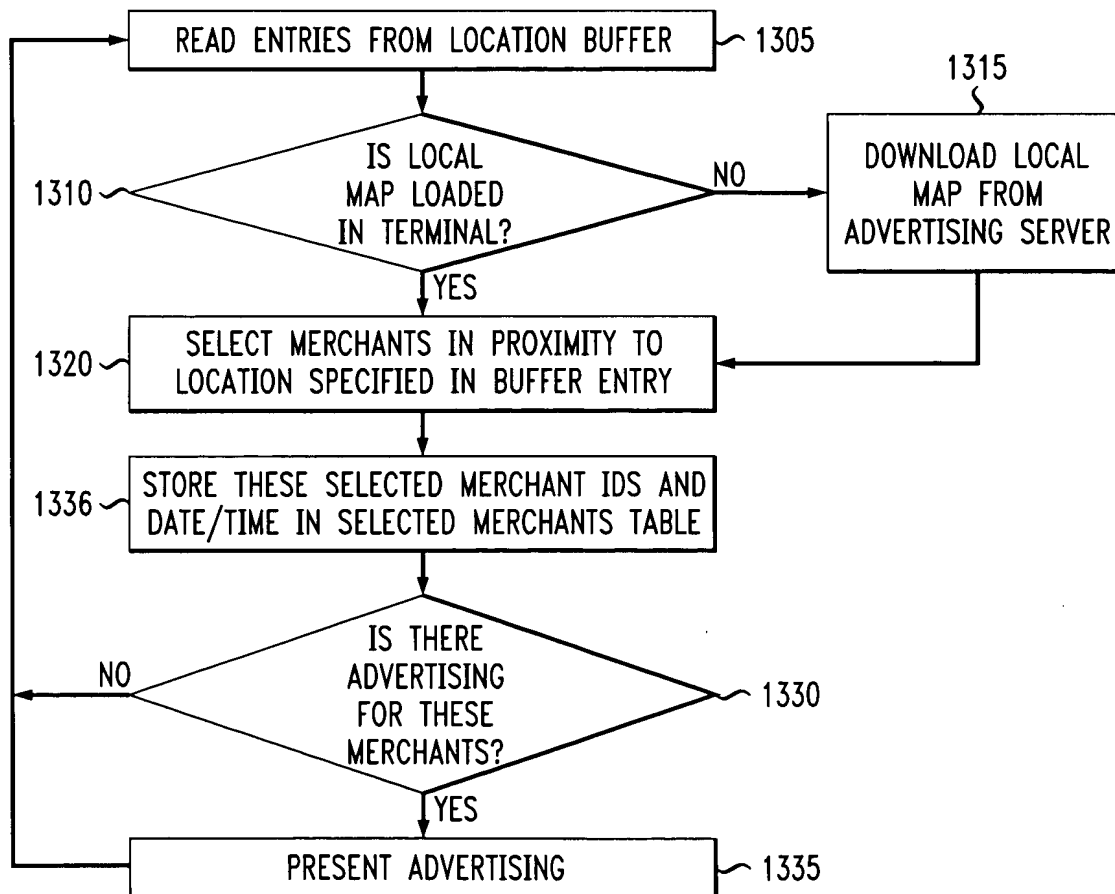 READ ENTRIES FROM LOCATION BUFFER
1305
1315
IS LOCAL
MAP LOADED
IN TERMINAL?
1310
NO
DOWNLOAD LOCAL
MAP FROM
ADVERTISING SERVER
YES
SELECT MERCHANTS IN PROXIMITY TO
LOCATION SPECIFIED IN BUFFER ENTRY
1320
STORE THESE SELECTED MERCHANT IDS AND
DATE/TIME IN SELECTED MERCHANTS TABLE
1336
IS THERE
ADVERTISING
FOR THESE
MERCHANTS?
NO
1330
YES
PRESENT ADVERTISING
1335